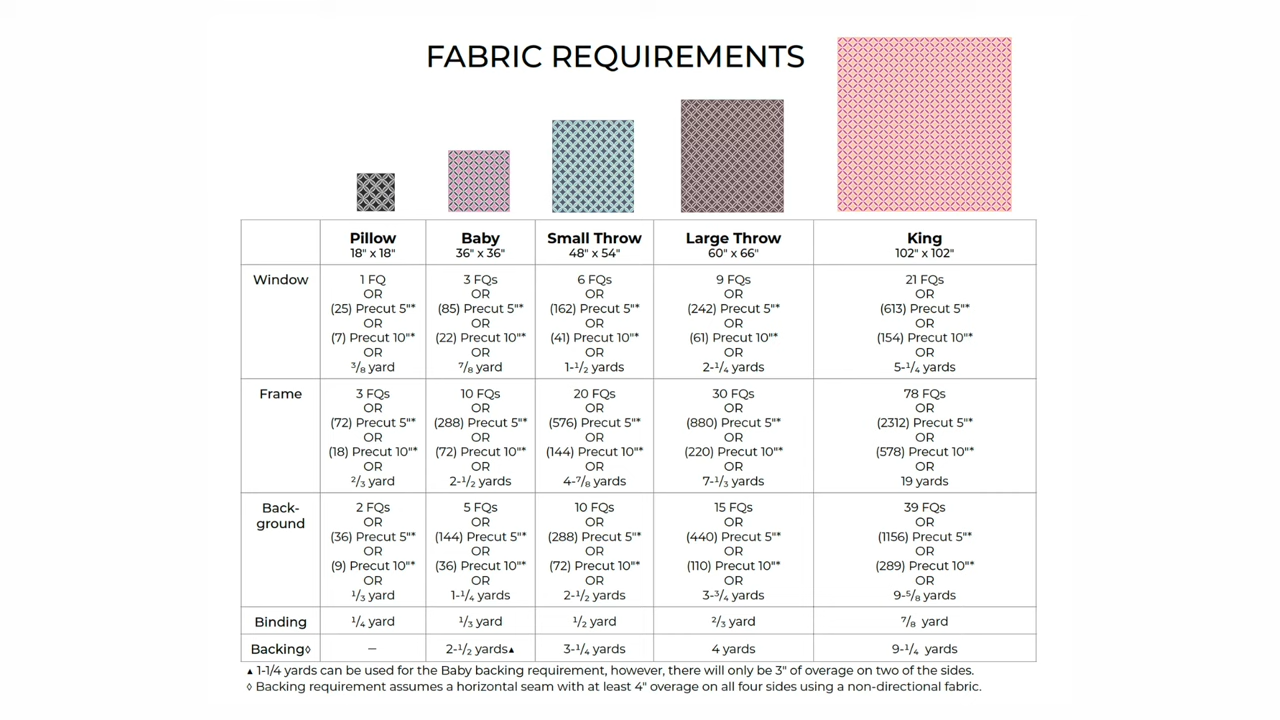 FABRIC REQUIREMENTS
Pillow Baby Small Throw Large Throw King
18" x 18" 36" x 36" 48" x 54" 60" x 66" 102" x 102"
Window 1 FQ 3 FQs 6 FQs 9 FQs 21 FQs
OR OR OR OR OR
(25) Precut 5"* (85) Precut 5"* (162) Precut 5"* (242) Precut 5"* (613) Precut 5"*
OR OR OR OR OR
(7) Precut 10"* (22) Precut 10"* (41) Precut 10"* (61) Precut 10"* (154) Precut 10"*
OR OR OR OR OR
3/8 yard 7/8 yard 1-1/2 yards 2-1/4 yards 5-1/4 yards
Frame 3 FQs 10 FQs 20 FQs 30 FQs 78 FQs
OR OR OR OR OR
(72) Precut 5"* (288) Precut 5"* (576) Precut 5"* (880) Precut 5"* (2312) Precut 5"*
OR OR OR OR OR
(18) Precut 10"* (72) Precut 10"* (144) Precut 10"* (220) Precut 10"* (578) Precut 10"*
OR OR OR OR OR
2/3 yard 2-1/2 yards 4-7/8 yards 7-1/3 yards 19 yards
Back- 2 FQs 5 FQs 10 FQs 15 FQs 39 FQs
ground OR OR OR OR OR
(36) Precut 5"* (144) Precut 5"* (288) Precut 5"* (440) Precut 5"* (1156) Precut 5"*
OR OR OR OR OR
(9) Precut 10"* (36) Precut 10"* (72) Precut 10"* (110) Precut 10"* (289) Precut 10"*
OR OR OR OR OR
1/3 yard 1-1/4 yards 2-1/2 yards 3-3/4 yards 9-5/8 yards
Binding 1/4 yard 1/3 yard 1/2 yard 2/3 yard 7/8 yard
Backing◊ — 2-1/2 yards▲ 3-1/4 yards 4 yards 9-1/4 yards
▲ 1-1/4 yards can be used for the Baby backing requirement, however, there will only be 3" of overage on two of the sides.
◊ Backing requirement assumes a horizontal seam with at least 4" overage on all four sides using a non-directional fabric.